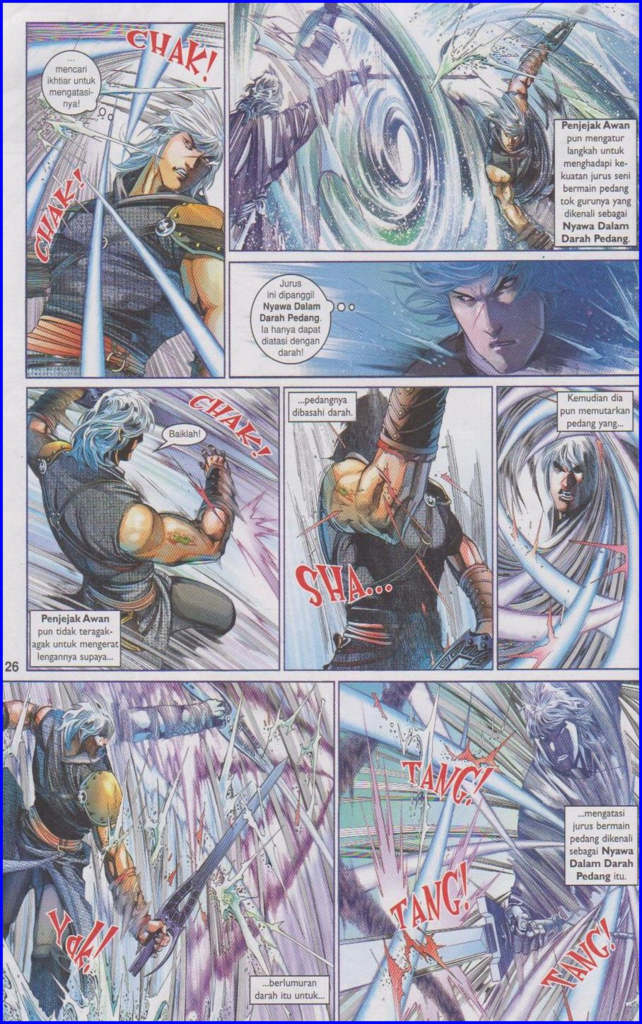 CHAK!
...
mencari
ikhtiar untuk
mengatasi-
nya!
CHAK!
Penjejak Awan
pun mengatur
langkah untuk
menghadapi ke-
kuatan jurus seni
bermain pedang
tok gurunya yang
dikenali sebagai
Nyawa Dalam
Darah Pedang.
Jurus
ini dipanggil
Nyawa Dalam
Darah Pedang.
Ia hanya dapat
diatasi dengan
darah!
Baiklah!
CHAK!
Penjejak Awan
pun tidak teragak-
agak untuk mengerat
lengannya supaya...
...pedangnya
dibasahi darah.
SHA...
Kemudian dia
pun memutarkan
pedang yang...
26
Yak!
...berlumuran
darah itu untuk...
TANG!
...mengatasi
jurus bermain
pedang dikenali
sebagai Nyawa
Dalam Darah
Pedang itu.
TANG!
TANG!